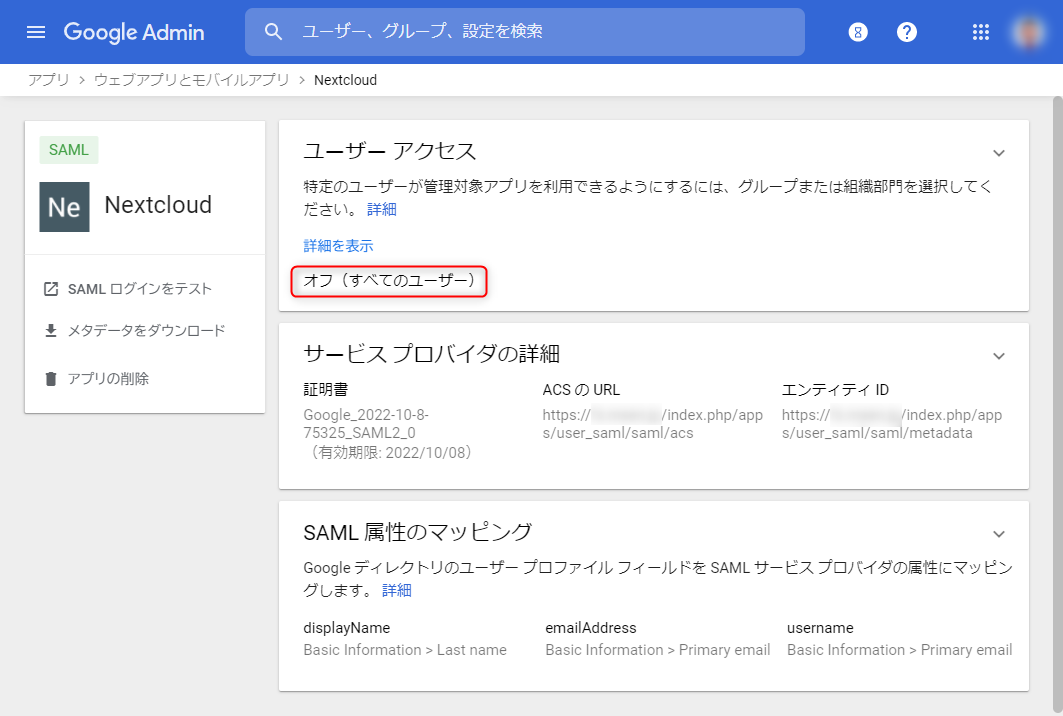 Google Admin
ユーザー、グループ、設定を検索
アプリ > ウェブアプリとモバイルアプリ > Nextcloud
SAML
Ne Nextcloud
SAML ログインをテスト
メタデータをダウンロード
アプリの削除
ユーザー アクセス
特定のユーザーが管理対象アプリを利用できるようにするには、グループまたは組織部門を選択してく
ださい。 詳細
詳細を表示
オフ（すべてのユーザー）
サービス プロバイダの詳細
証明書
Google_2022-10-8-
75325_SAML2_0
（有効期限: 2022/10/08）
ACS の URL
https:// /index.php/app
s/user_saml/saml/acs
エンティティ ID
https:// /index.php/app
s/user_saml/saml/metadata
SAML 属性のマッピング
Google ディレクトリのユーザー プロファイル フィールドを SAML サービス プロバイダの属性にマッピン
グします。 詳細
displayName
Basic Information > Last name
emailAddress
Basic Information > Primary email
username
Basic Information > Primary email